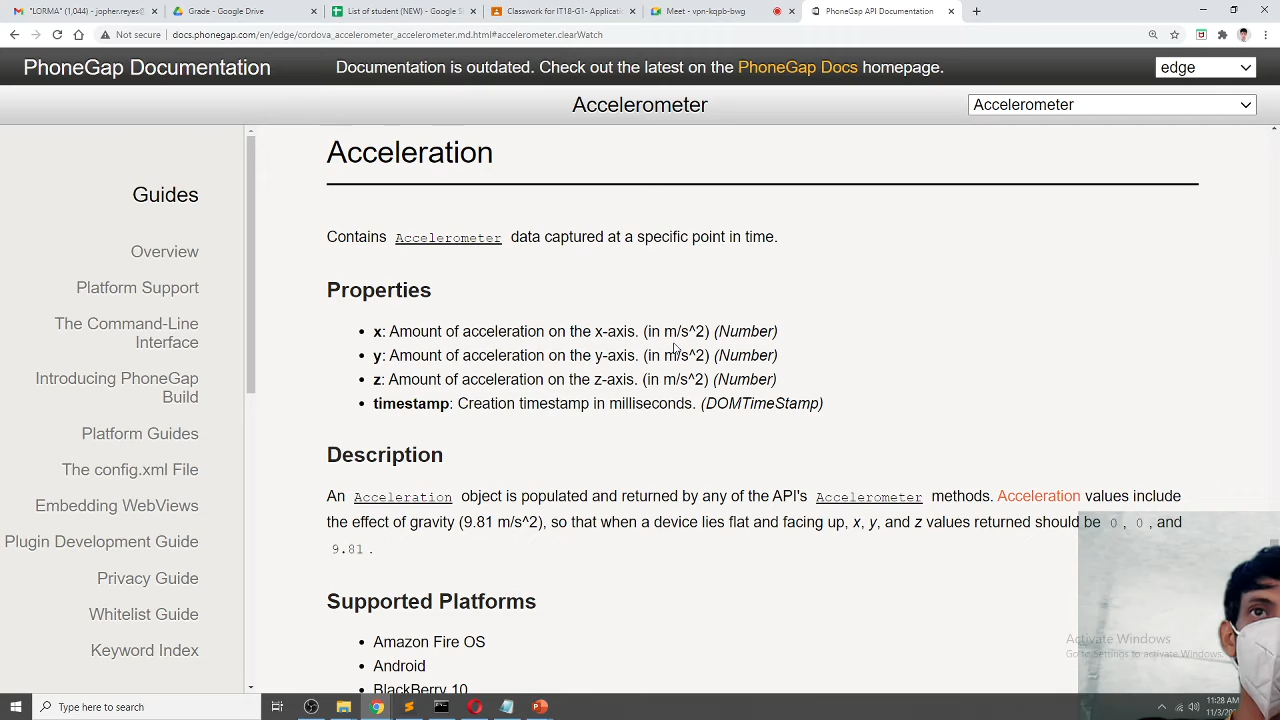 "LORMA" (1,044) - jopher.reyes@
Grade - Google Drive
List of student (NEW) - Google S
Classwork for IT18-G1- Applicati
Meet - vpn-kqpb-bwg
PhoneGap API Documentation
Not secure
docs.phonegap.com/en/edge/cordova_accelerometer_accelerometer.md.html#accelerometer.clearWatch
PhoneGap Documentation
Documentation is outdated. Check out the latest on the PhoneGap Docs homepage.
edge
Accelerometer
Accelerometer
Guides
Overview
Platform Support
The Command-Line
Interface
Introducing PhoneGap
Build
Platform Guides
The config.xml File
Embedding WebViews
Plugin Development Guide
Privacy Guide
Whitelist Guide
Keyword Index
Acceleration
Contains Accelerometer data captured at a specific point in time.
Properties
• x: Amount of acceleration on the x-axis. (in m/s^2) (Number)
• y: Amount of acceleration on the y-axis. (in m/s^2) (Number)
• z: Amount of acceleration on the z-axis. (in m/s^2) (Number)
• timestamp: Creation timestamp in milliseconds. (DOMTimeStamp)
Description
An Acceleration object is populated and returned by any of the API's Accelerometer methods. Acceleration values include
the effect of gravity (9.81 m/s^2), so that when a device lies flat and facing up, x, y, and z values returned should be 0, 0, and
9.81.
Supported Platforms
• Amazon Fire OS
• Android
• BlackBerry 10
Activate Windows
Go to Settings to activate Windows.
Type here to search
11:28 AM